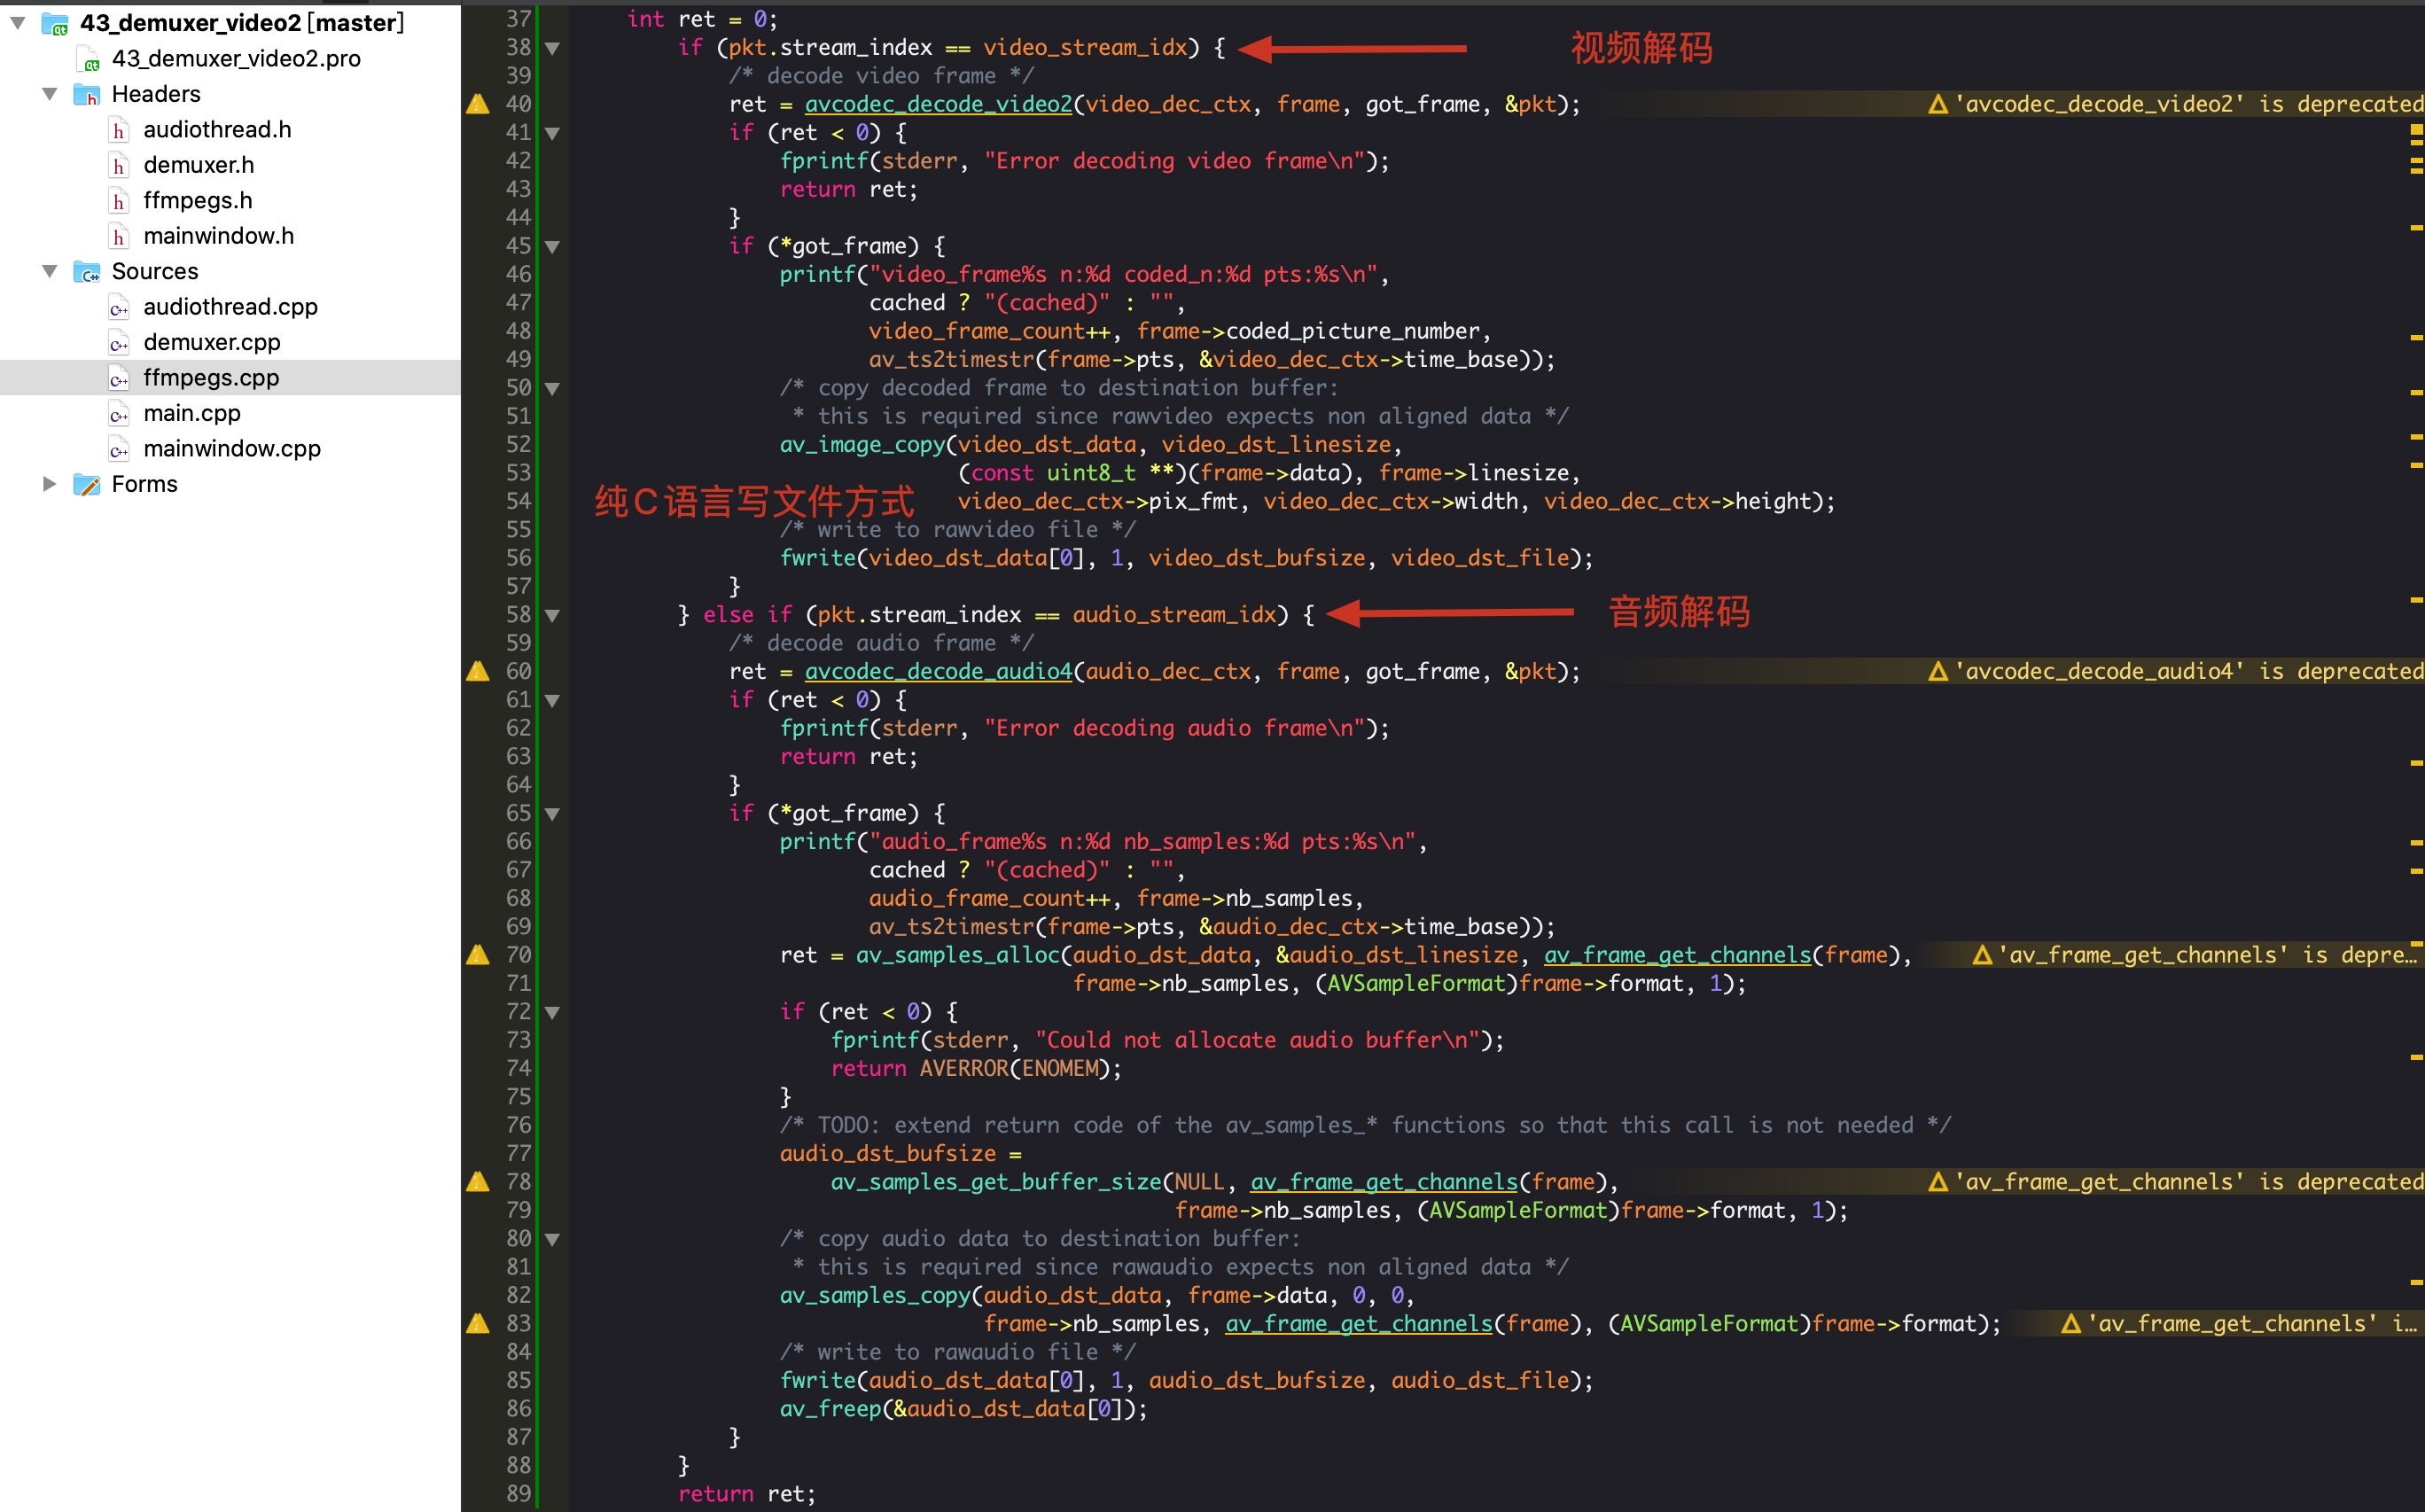 43_demuxer_video2 [master]
43_demuxer_video2.pro
Headers
audiothread.h
demuxer.h
ffmpegs.h
mainwindow.h
Sources
audiothread.cpp
demuxer.cpp
ffmpegs.cpp
main.cpp
mainwindow.cpp
Forms
37 int ret = 0;
38 if (pkt.stream_index == video_stream_idx) { 视频解码
39 /* decode video frame */
40 ret = avcodec_decode_video2(video_dec_ctx, frame, got_frame, &pkt); 'avcodec_decode_video2' is deprecated
41 if (ret < 0) {
42 fprintf(stderr, "Error decoding video frame\n");
43 return ret;
44 }
45 if (*got_frame) {
46 printf("video_frame%s n:%d coded_n:%d pts:%s\n",
47 cached ? "(cached)" : "",
48 video_frame_count++, frame->coded_picture_number,
49 av_ts2timestr(frame->pts, &video_dec_ctx->time_base));
50 /* copy decoded frame to destination buffer:
51 * this is required since rawvideo expects non aligned data */
52 av_image_copy(video_dst_data, video_dst_linesize,
53 (const uint8_t **)(frame->data), frame->linesize,
54 纯C语言写文件方式 video_dec_ctx->pix_fmt, video_dec_ctx->width, video_dec_ctx->height);
55 /* write to rawvideo file */
56 fwrite(video_dst_data[0], 1, video_dst_bufsize, video_dst_file);
57 }
58 } else if (pkt.stream_index == audio_stream_idx) { 音频解码
59 /* decode audio frame */
60 ret = avcodec_decode_audio4(audio_dec_ctx, frame, got_frame, &pkt); 'avcodec_decode_audio4' is deprecated
61 if (ret < 0) {
62 fprintf(stderr, "Error decoding audio frame\n");
63 return ret;
64 }
65 if (*got_frame) {
66 printf("audio_frame%s n:%d nb_samples:%d pts:%s\n",
67 cached ? "(cached)" : "",
68 audio_frame_count++, frame->nb_samples,
69 av_ts2timestr(frame->pts, &audio_dec_ctx->time_base));
70 ret = av_samples_alloc(audio_dst_data, &audio_dst_linesize, av_frame_get_channels(frame), 'av_frame_get_channels' is depre…
71 frame->nb_samples, (AVSampleFormat)frame->format, 1);
72 if (ret < 0) {
73 fprintf(stderr, "Could not allocate audio buffer\n");
74 return AVERROR(ENOMEM);
75 }
76 /* TODO: extend return code of the av_samples_* functions so that this call is not needed */
77 audio_dst_bufsize =
78 av_samples_get_buffer_size(NULL, av_frame_get_channels(frame), 'av_frame_get_channels' is deprecated
79 frame->nb_samples, (AVSampleFormat)frame->format, 1);
80 /* copy audio data to destination buffer:
81 * this is required since rawaudio expects non aligned data */
82 av_samples_copy(audio_dst_data, frame->data, 0, 0,
83 frame->nb_samples, av_frame_get_channels(frame), (AVSampleFormat)frame->format); 'av_frame_get_channels' i…
84 /* write to rawaudio file */
85 fwrite(audio_dst_data[0], 1, audio_dst_bufsize, audio_dst_file);
86 av_freep(&audio_dst_data[0]);
87 }
88 }
89 return ret;